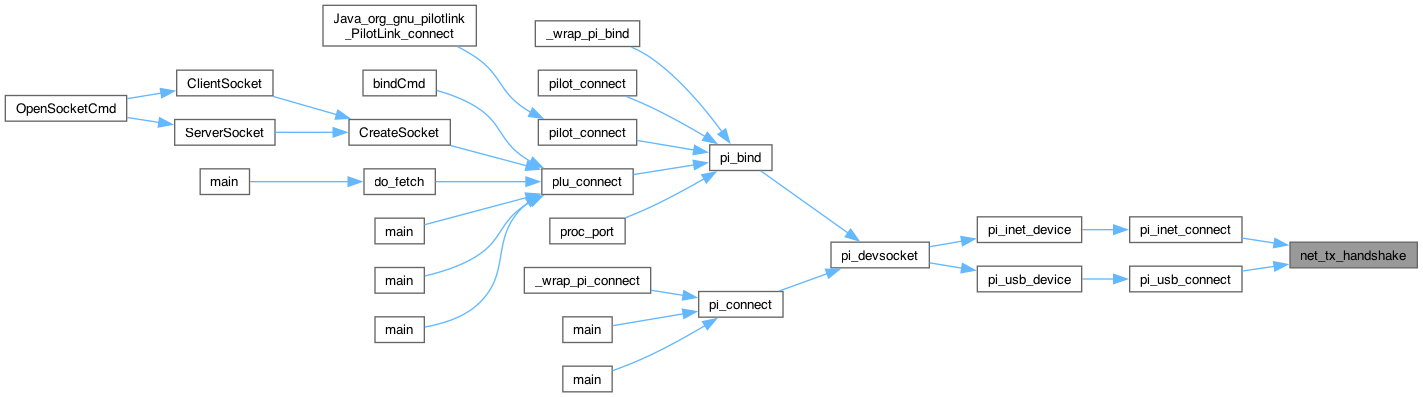 Java_org_gnu_pilotlink
_PilotLink_connect
_wrap_pi_bind
ClientSocket
bindCmd
pilot_connect
OpenSocketCmd
ServerSocket
CreateSocket
pilot_connect
pi_bind
main
do_fetch
plu_connect
main
proc_port
pi_inet_device
pi_inet_connect
pi_devsocket
net_tx_handshake
main
_wrap_pi_connect
pi_usb_device
pi_usb_connect
pi_connect
main
main
main